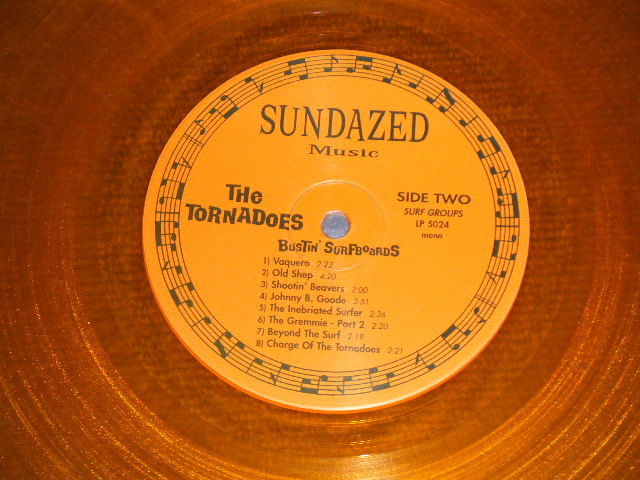 SUNDAZED
Music
THE
TORNADOES
SIDE TWO
SURF GROUPS
LP 5024
mono
BUSTIN' SURFBOARDS
1) Vaquero 2:22
2) Old Shep 4:20
3) Shootin' Beavers 2:00
4) Johnny B. Goode 3:51
5) The Inebriated Surfer 2:36
6) The Gremmie - Part 2 2:20
7) Beyond The Surf 2:19
8) Charge Of The Tornadoes 2:21